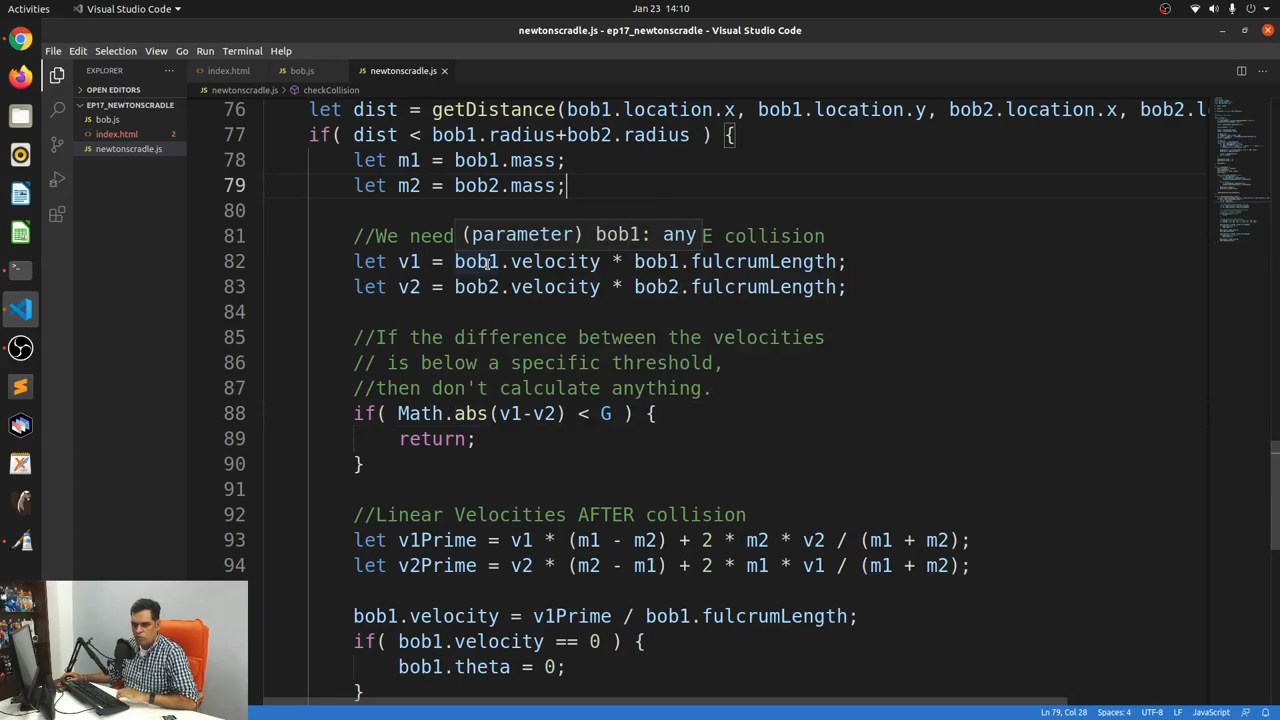 Activities
Visual Studio Code
Jan 23 14:10
newtonscradle.js - ep17_newtonscradle - Visual Studio Code
File Edit Selection View Go Run Terminal Help
EXPLORER
index.html
bob.js
newtonscradle.js
newtonscradle.js > checkCollision
OPEN EDITORS
EP17_NEWTONSCRADLE
bob.js
index.html 2
newtonscradle.js
76 let dist = getDistance(bob1.location.x, bob1.location.y, bob2.location.x, bob2.l
77 if( dist < bob1.radius+bob2.radius ) {
78 let m1 = bob1.mass;
79 let m2 = bob2.mass;
80
81 //We need E collision
(parameter) bob1: any
82 let v1 = bob1.velocity * bob1.fulcrumLength;
83 let v2 = bob2.velocity * bob2.fulcrumLength;
84
85 //If the difference between the velocities
86 // is below a specific threshold,
87 //then don't calculate anything.
88 if( Math.abs(v1-v2) < G ) {
89 return;
90 }
91
92 //Linear Velocities AFTER collision
93 let v1Prime = v1 * (m1 - m2) + 2 * m2 * v2 / (m1 + m2);
94 let v2Prime = v2 * (m2 - m1) + 2 * m1 * v1 / (m1 + m2);
bob1.velocity = v1Prime / bob1.fulcrumLength;
if( bob1.velocity == 0 ) {
bob1.theta = 0;
}
Ln 79, Col 28 Spaces: 4 UTF-8 LF JavaScript